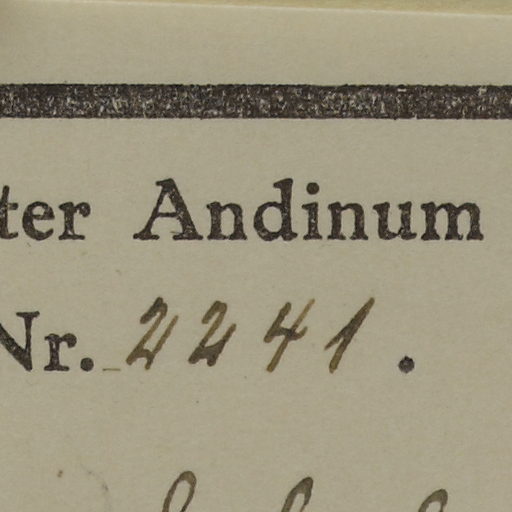 ter Andinum
Nr. 2241.